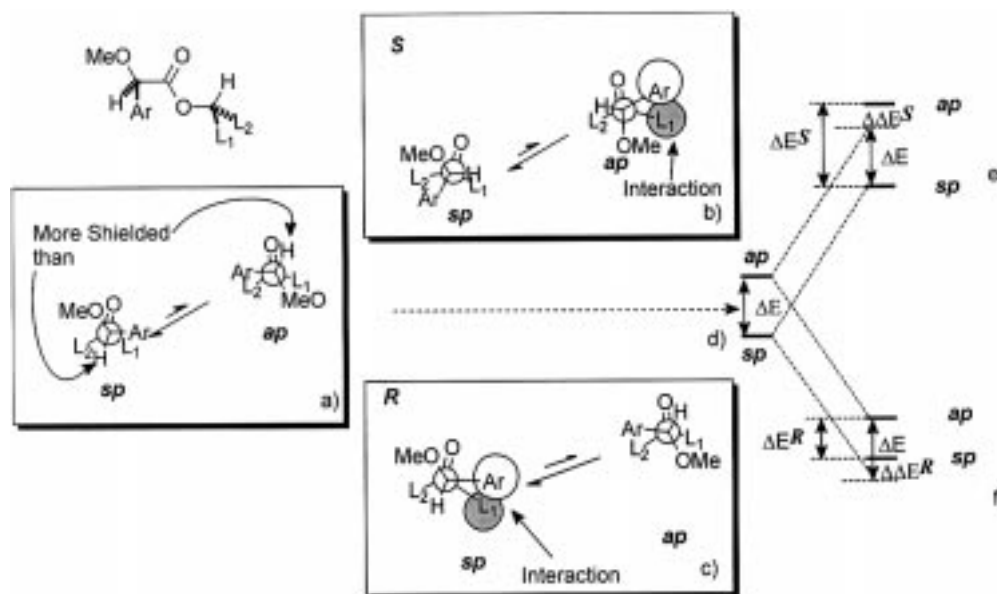 MeO
O
H
H
Ar
O
L₂
L₁
More Shielded
than
OH
Ar
L₁
L₂
MeO
ap
MeO
O
Ar
L₂
H
L₁
sp
a)
S
O
Ar
H
L₂
L₁
OMe
ap
Interaction
MeO
O
L₂
H
Ar
L₁
sp
b)
R
MeO
O
Ar
L₂
H
L₁
sp
Interaction
OH
Ar
L₁
L₂
OMe
ap
c)
ap
ΔE
sp
d)
ap
ΔΔEˢ
ΔEˢ
ΔE
sp
e
ap
ΔEᴿ
ΔE
sp
ΔΔEᴿ
f